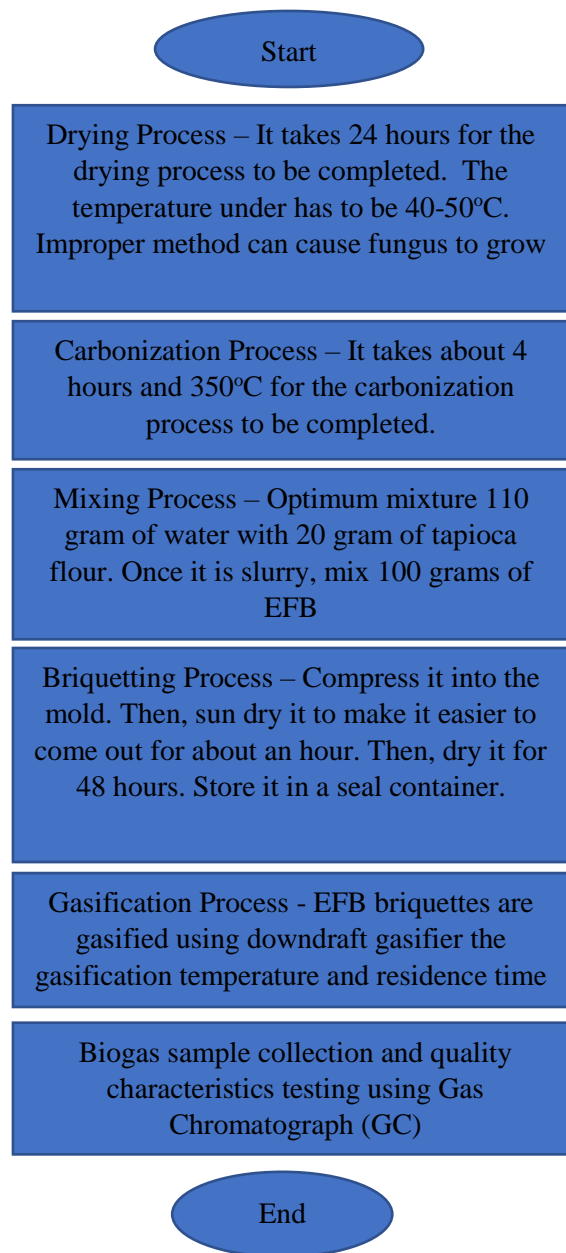 Start
Drying Process – It takes 24 hours for the
drying process to be completed.  The
temperature under has to be 40-50°C.
Improper method can cause fungus to grow
Carbonization Process – It takes about 4
hours and 350°C for the carbonization
process to be completed.
Mixing Process – Optimum mixture 110
gram of water with 20 gram of tapioca
flour. Once it is slurry, mix 100 grams of
EFB
Briquetting Process – Compress it into the
mold. Then, sun dry it to make it easier to
come out for about an hour. Then, dry it for
48 hours. Store it in a seal container.
Gasification Process - EFB briquettes are
gasified using downdraft gasifier the
gasification temperature and residence time
Biogas sample collection and quality
characteristics testing using Gas
Chromatograph (GC)
End